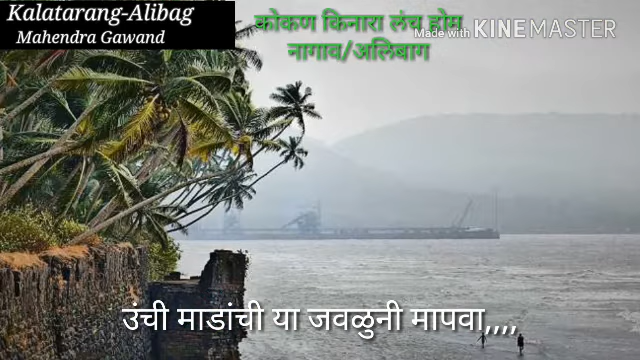 Kalatarang-Alibag
Mahendra Gawand
कोकण किनारा लंच होम
नागाव/अलिबाग
Made with KINEMASTER
उंची माडांची या जवळुनी मापवा,,,,